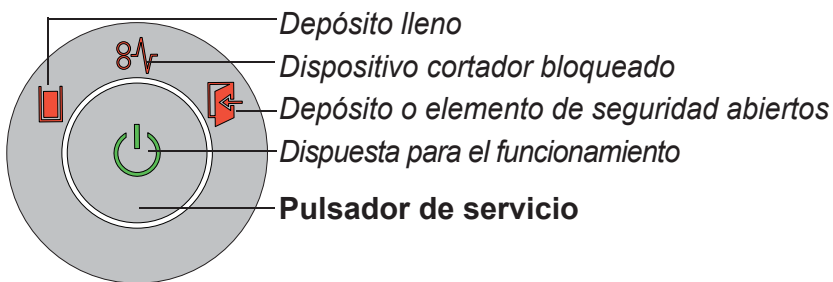 Depósito lleno
Dispositivo cortador bloqueado
Depósito o elemento de seguridad abiertos
Dispuesta para el funcionamiento
Pulsador de servicio